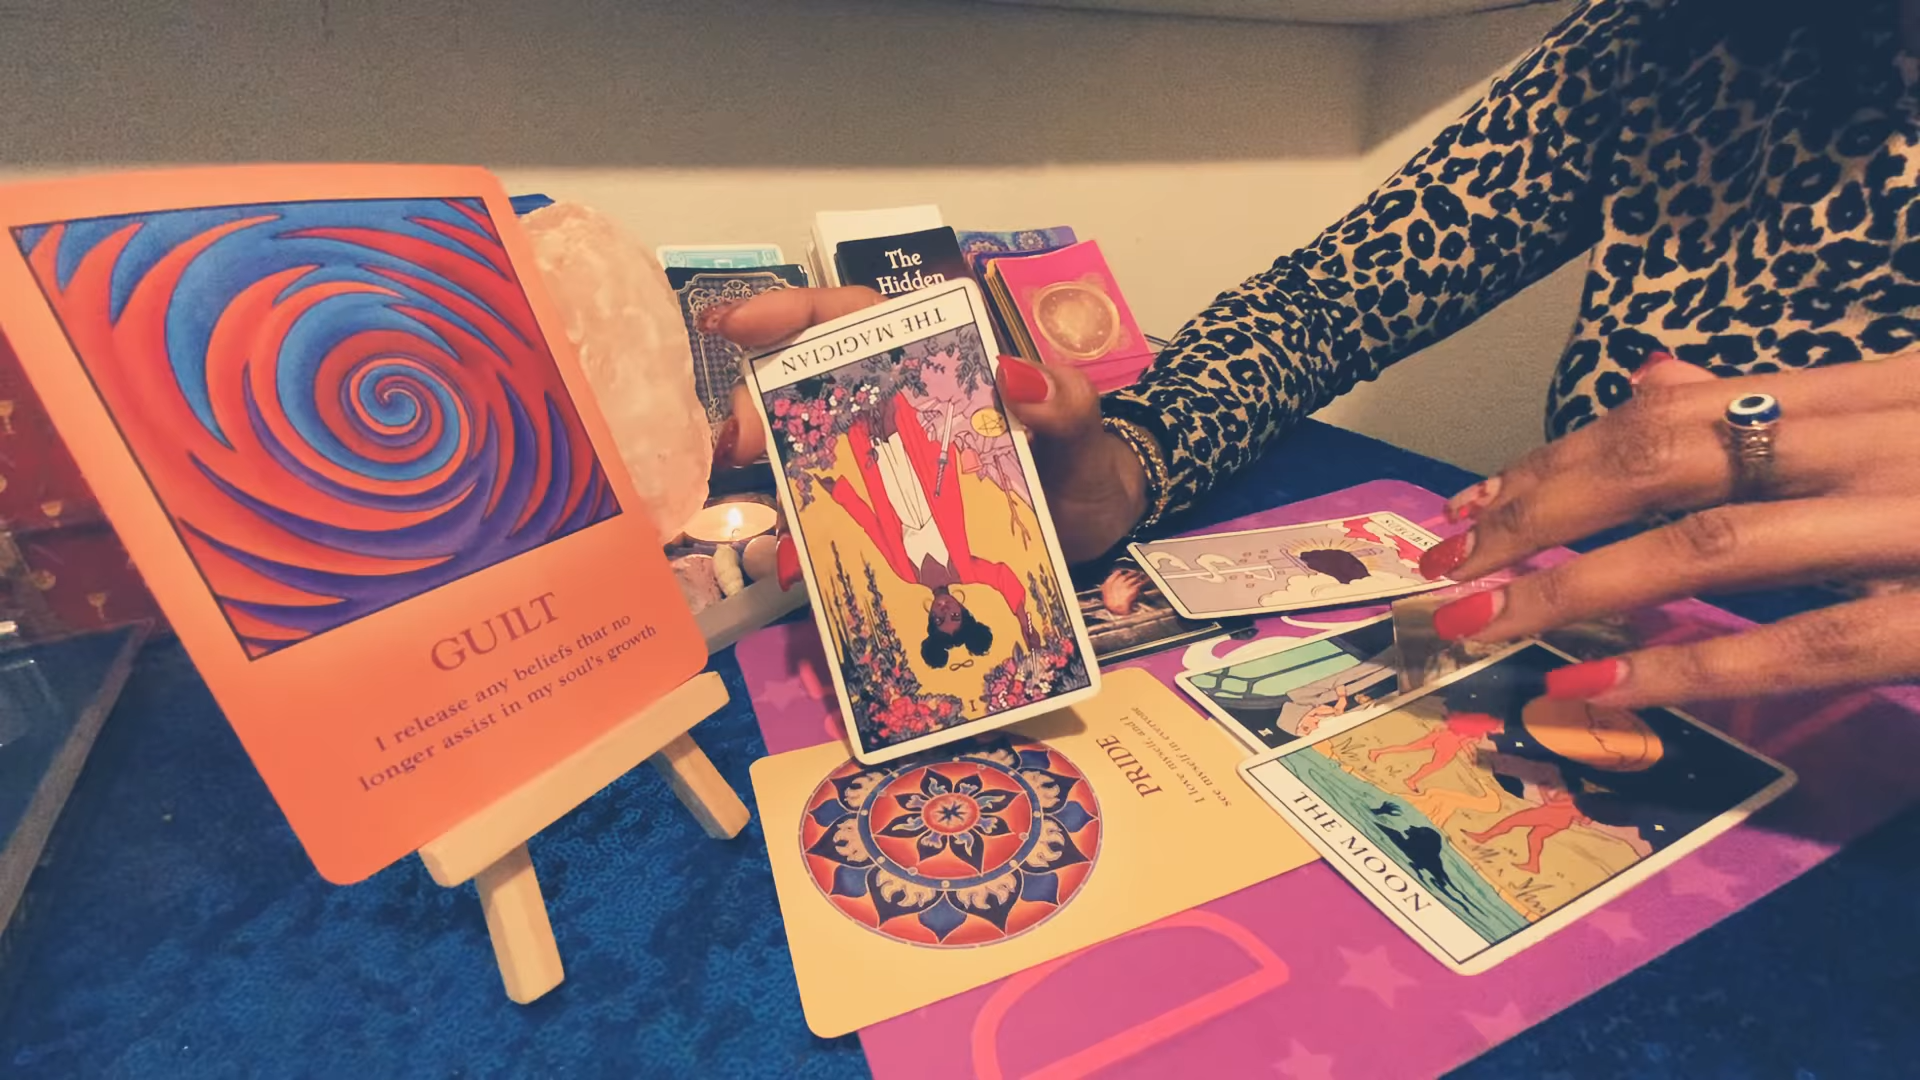 GUILT
I release any beliefs that no
longer assist in my soul's growth
The
Hidden
THE MAGICIAN
I
PRIDE
I love myself, and I
see myself in everyone
THE MOON